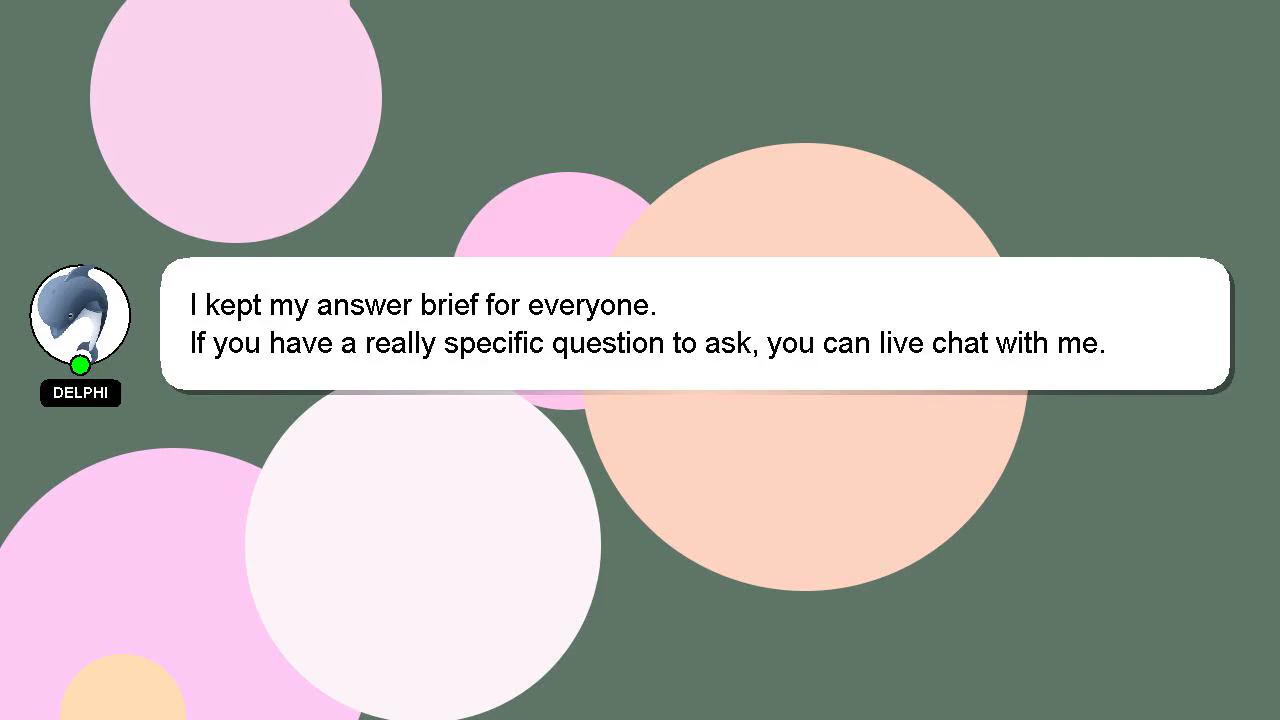 I kept my answer brief for everyone.
If you have a really specific question to ask, you can live chat with me.
DELPHI